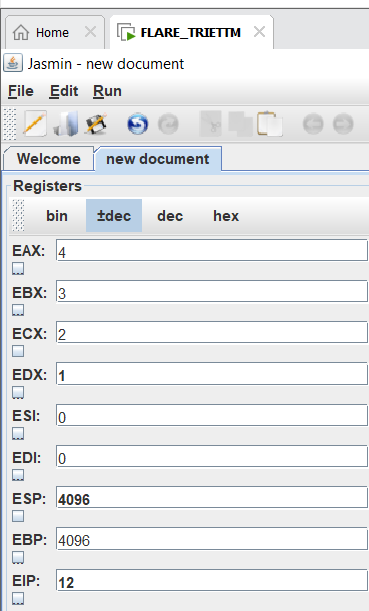 Home FLARE_TRIETTM
Jasmin - new document
File Edit Run
Welcome new document
Registers
bin ±dec dec hex
EAX: 4
EBX: 3
ECX: 2
EDX: 1
ESI: 0
EDI: 0
ESP: 4096
EBP: 4096
EIP: 12